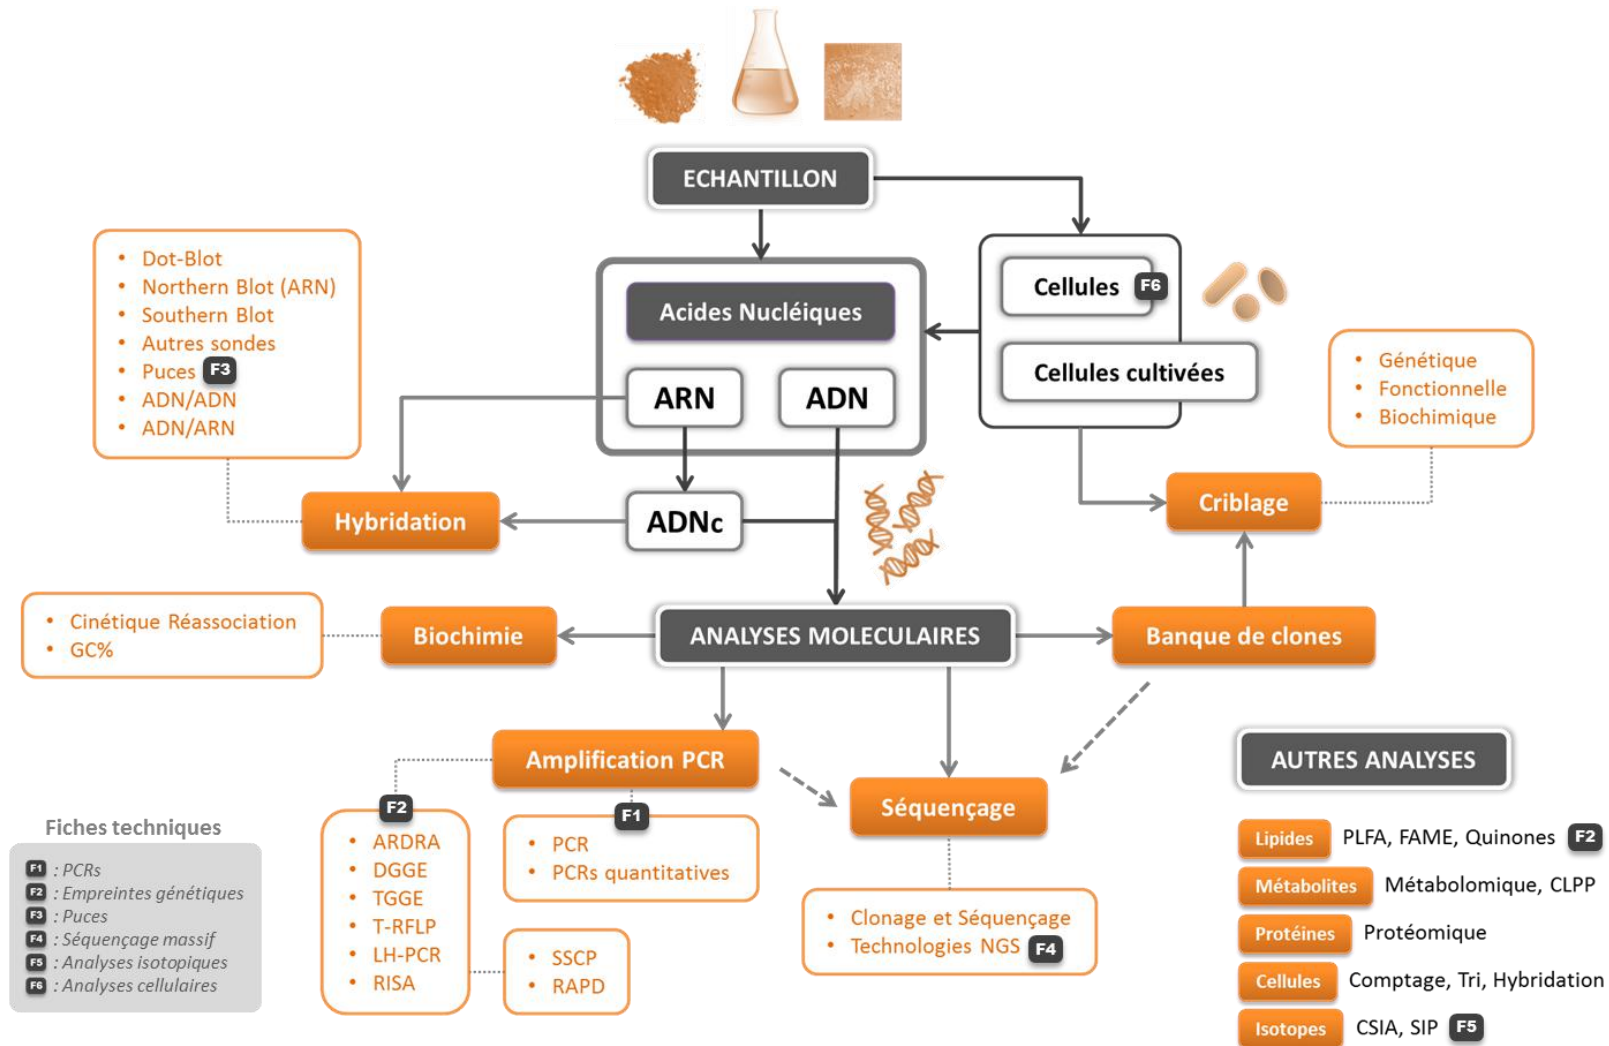 ECHANTILLON
• Dot-Blot
• Northern Blot (ARN)
• Southern Blot
• Autres sondes
• Puces F3
• ADN/ADN
• ADN/ARN
Acides Nucléiques
ARN
ADN
Cellules F6
Cellules cultivées
• Génétique
• Fonctionnelle
• Biochimique
Hybridation
ADNc
Criblage
• Cinétique Réassociation
• GC%
Biochimie
ANALYSES MOLECULAIRES
Banque de clones
Amplification PCR
Séquençage
F2
• ARDRA
• DGGE
• TGGE
• T-RFLP
• LH-PCR
• RISA
F1
• PCR
• PCRs quantitatives
• SSCP
• RAPD
• Clonage et Séquençage
• Technologies NGS F4
Fiches techniques
F1 : PCRs
F2 : Empreintes génétiques
F3 : Puces
F4 : Séquençage massif
F5 : Analyses isotopiques
F6 : Analyses cellulaires
AUTRES ANALYSES
Lipides PLFA, FAME, Quinones F2
Métabolites Métabolomique, CLPP
Protéines Protéomique
Cellules Comptage, Tri, Hybridation
Isotopes CSIA, SIP F5